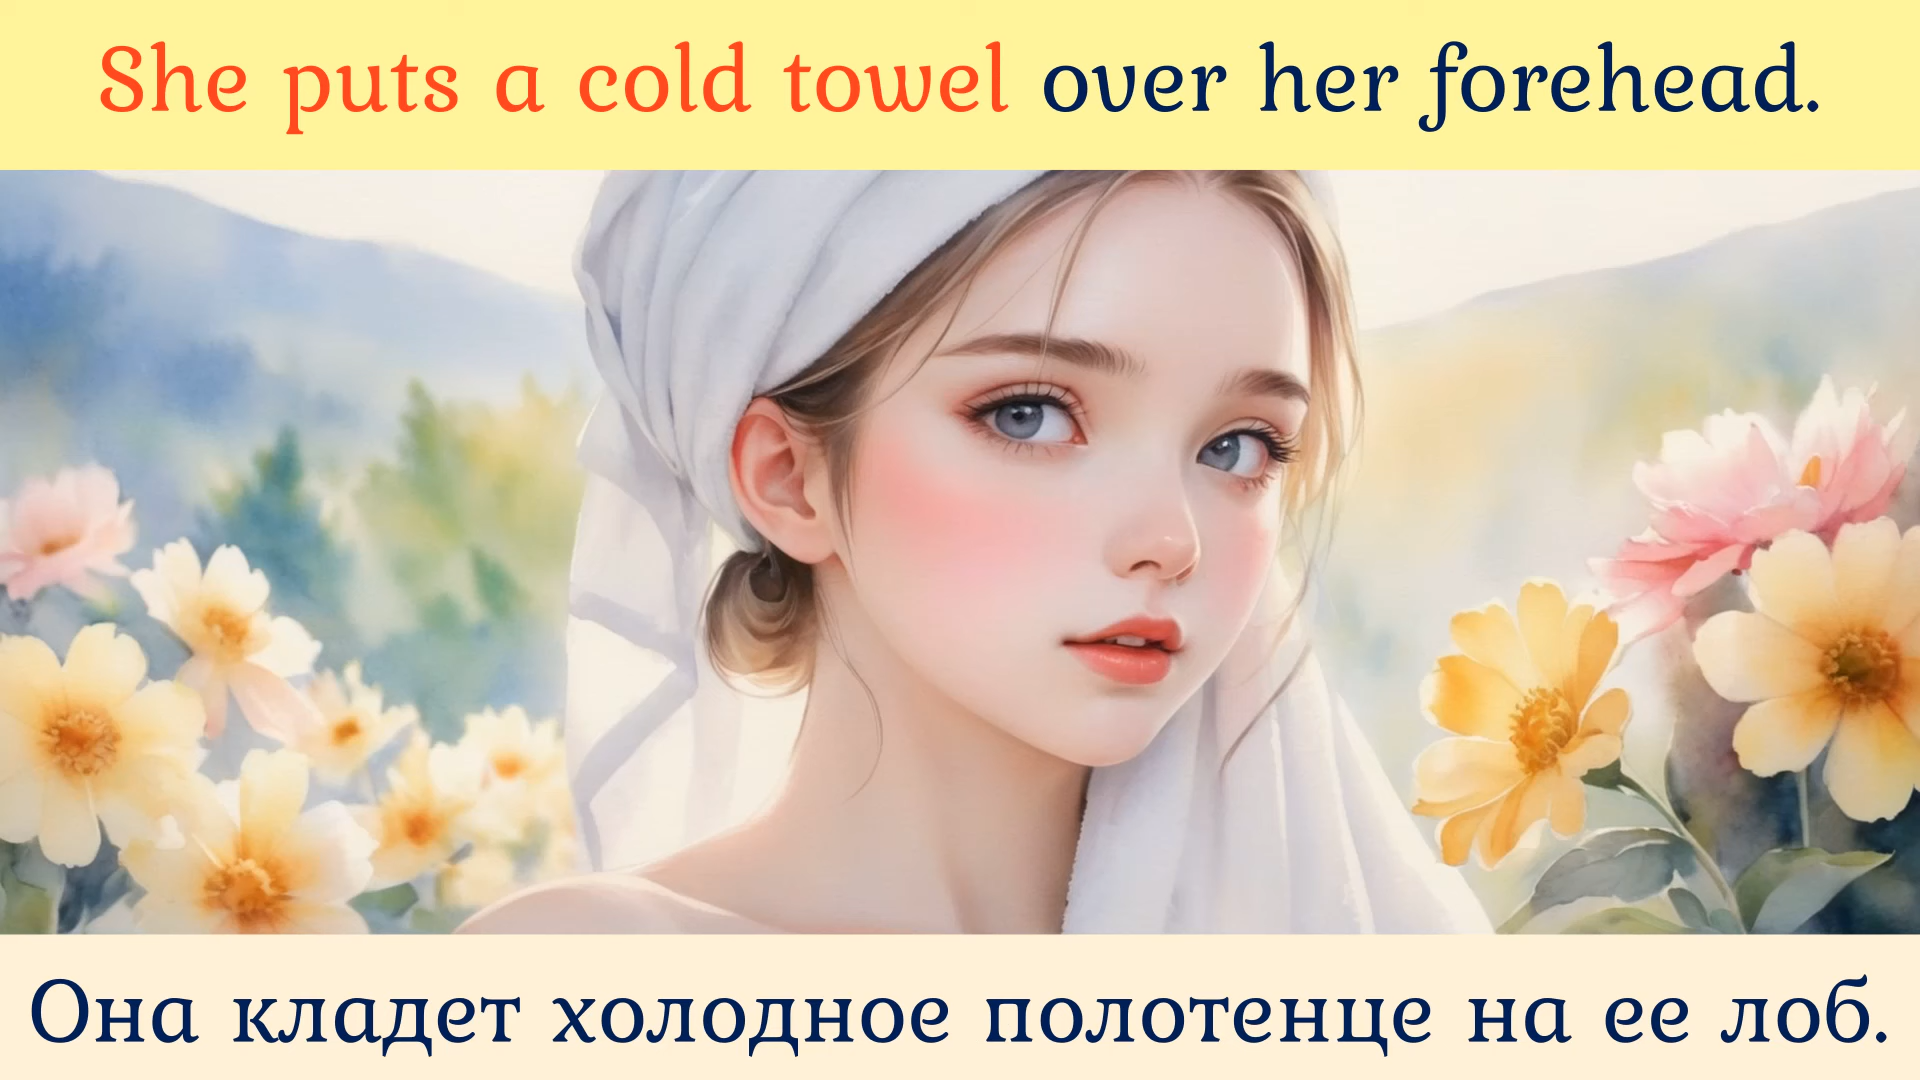 She puts a cold towel over her forehead.
Она кладет холодное полотенце на ее лоб.